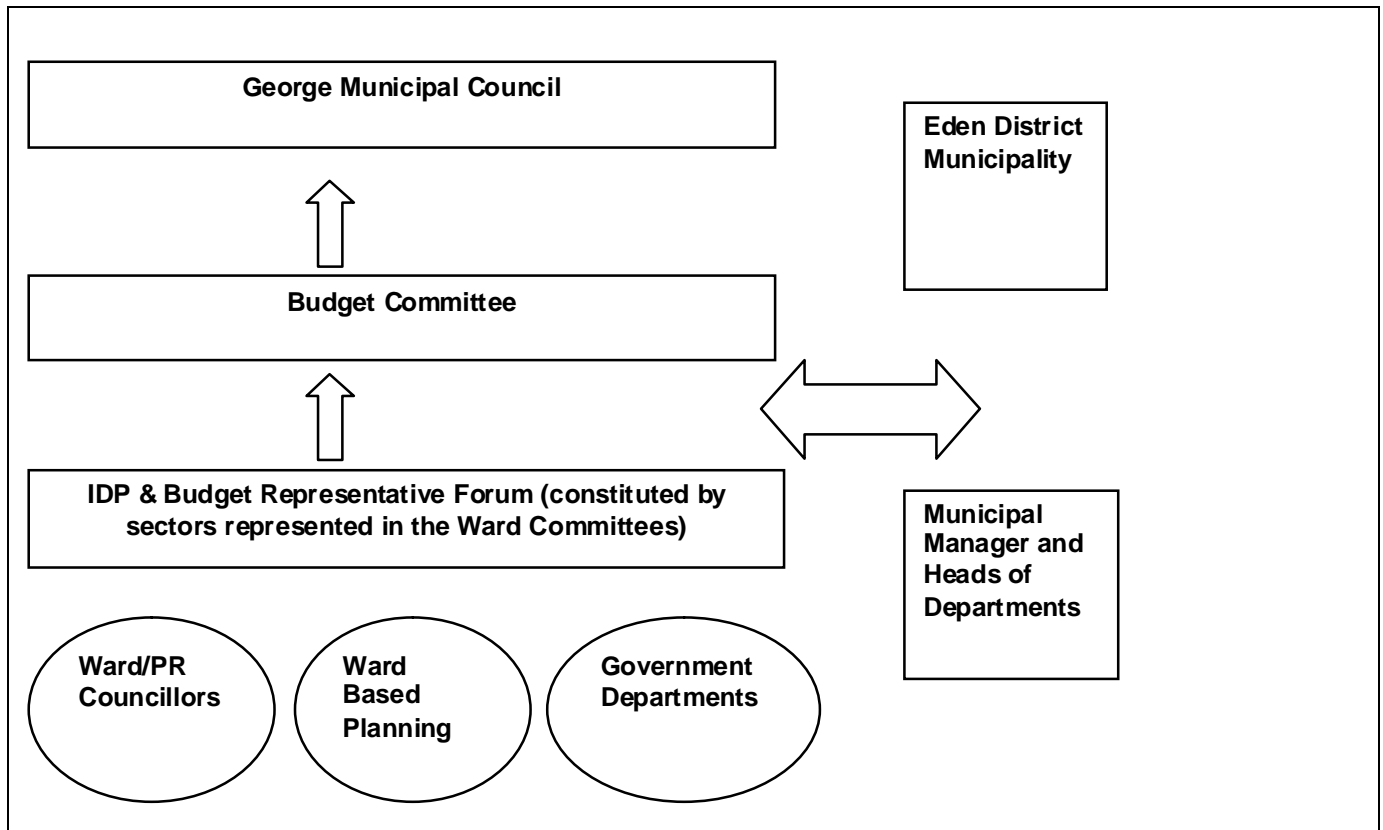 George Municipal Council
Eden District
Municipality
Budget Committee
IDP & Budget Representative Forum (constituted by
sectors represented in the Ward Committees)
Municipal
Manager and
Heads of
Departments
Ward/PR
Councillors
Ward
Based
Planning
Government
Departments